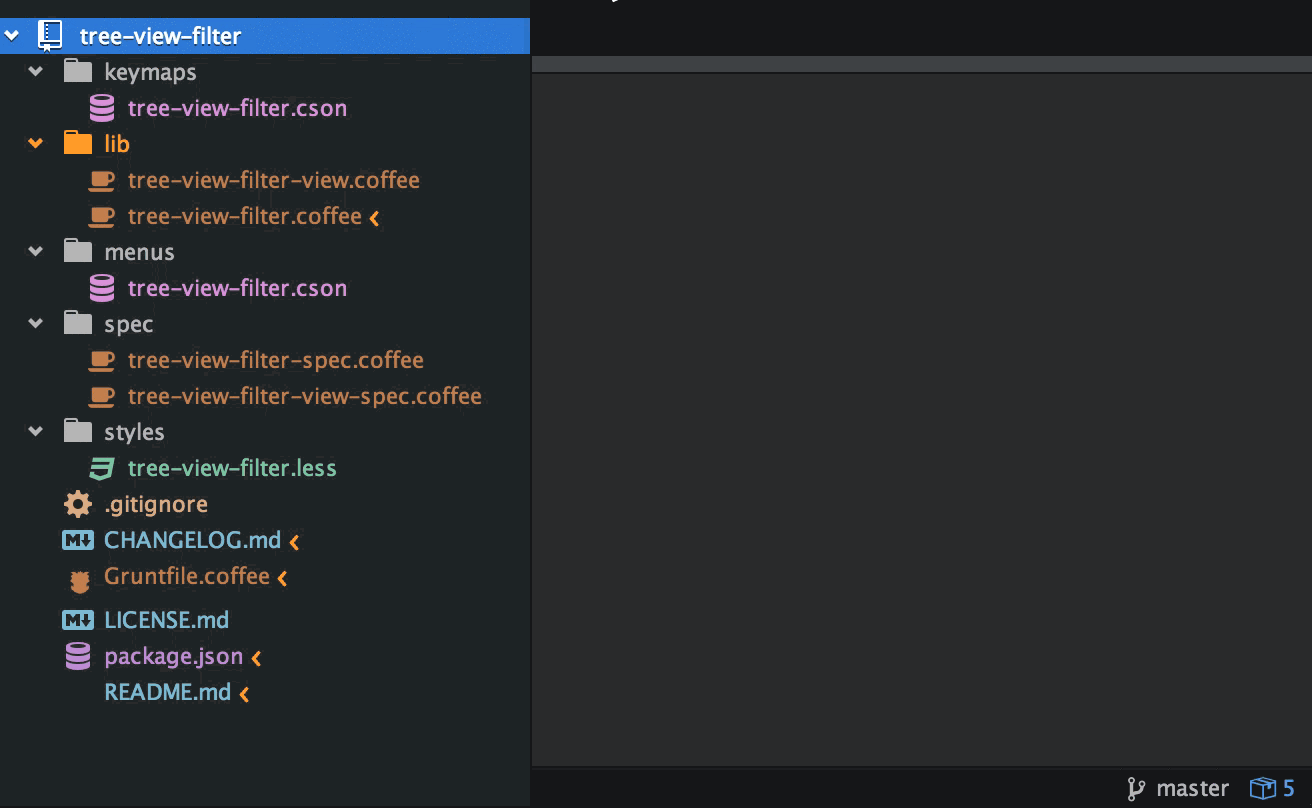 tree-view-filter
keymaps
tree-view-filter.cson
lib
tree-view-filter-view.coffee
tree-view-filter.coffee
menus
tree-view-filter.cson
spec
tree-view-filter-spec.coffee
tree-view-filter-view-spec.coffee
styles
tree-view-filter.less
.gitignore
CHANGELOG.md
Gruntfile.coffee
LICENSE.md
package.json
README.md
master 5